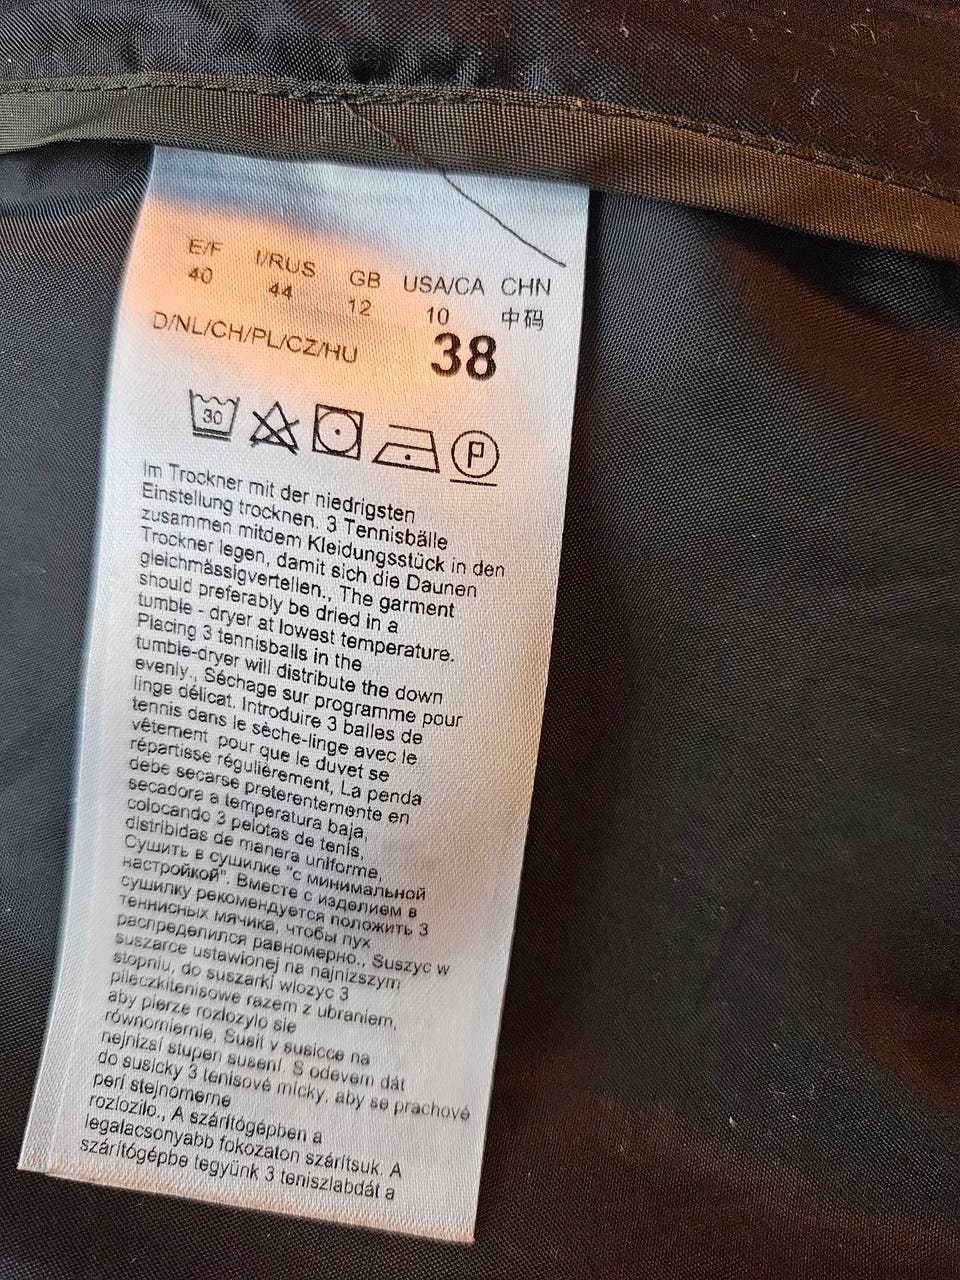 E/F I/RUS GB USA/CA CHN
40 44 12 10 中码
D/NL/CH/PL/CZ/HU 38
30 P
Im Trockner mit der niedrigsten
Einstellung trocknen. 3 Tennisbälle
zusammen mitdem Kleidungsstück in den
Trockner legen, damit sich die Daunen
gleichmässigvertellen., The garment
should preferably be dried in a
tumble - dryer at lowest temperature.
Placing 3 tennisballs in the
tumble-dryer will distribute the down
evenly., Séchage sur programme pour
linge délicat. Introduire 3 balles de
tennis dans le sèche-linge avec le
vêtement pour que le duvet se
répartisse régulièrement, La penda
debe secarse preterentemente en
secadora a temperatura baja,
colocando 3 pelotas de tenis,
distribidas de manera uniforme,
Сушить в сушилке "с минимальной
настройкой". Вместе с изделием в
сушилку рекомендуется положить 3
теннисных мячика, чтобы пух
распределился равномерно., Suszyc w
suszarce ustawionej na najnizszym
stopniu, do suszarki wlozyc 3
pileczkitenisowe razem z ubraniem,
aby pierze rozlozylo sie
równomiernie, Susit v susicce na
nejnizsí stupen susení. S odevem dát
do susicky 3 tenisové mícky, aby se prachové
perí stejnomerne
rozlozilo., A szárítógépben a
legalacsonyabb fokozaton szárítsuk. A
szárítógépbe tegyünk 3 teniszlabdát a